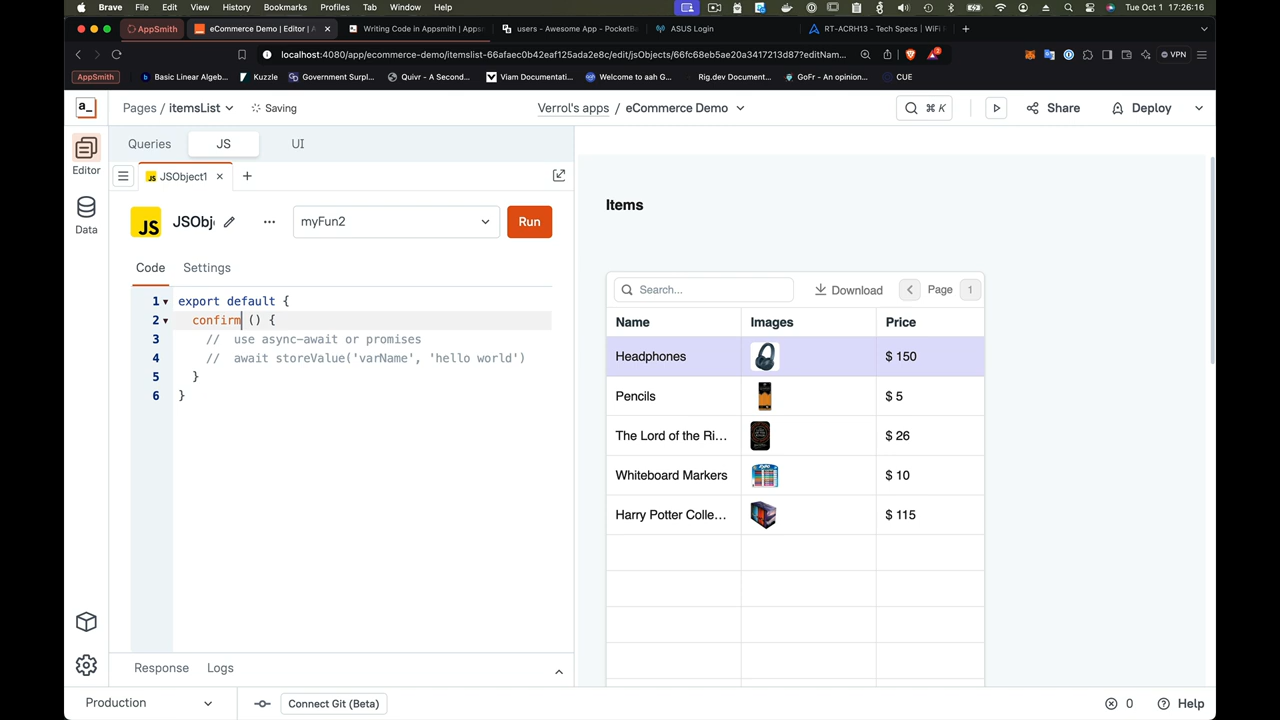 Brave File Edit View History Bookmarks Profiles Tab Window Help Tue Oct 1 17:26:16
AppSmith eCommerce Demo | Editor | A Writing Code in Appsmith | Apps users - Awesome App - PocketB ASUS Login RT-ACRH13 - Tech Specs | WiFi
localhost:4080/app/ecommerce-demo/itemslist-66afaec0b42eaf125ada2e8c/edit/jsObjects/66fc68eb5ae20a3417213d87?editNam... VPN
AppSmith Basic Linear Algeb... Kuzzle Government Surpl... Quivr - A Second... Viam Documentati... Welcome to aah G... Rig.dev Document... GoFr - An opinion... CUE
a_ Pages / itemsList Saving Verrol's apps / eCommerce Demo ⌘ K Share Deploy
Queries JS UI
Editor
JS JSObject1
Data
JS JSObj myFun2 Run
Code Settings
1 export default {
2 confirm () {
3 // use async-await or promises
4 // await storeValue('varName', 'hello world')
5 }
6 }
Response Logs
Items
Search... Download Page 1
Name Images Price
Headphones $ 150
Pencils $ 5
The Lord of the Ri... $ 26
Whiteboard Markers $ 10
Harry Potter Colle... $ 115
Production Connect Git (Beta) 0 Help